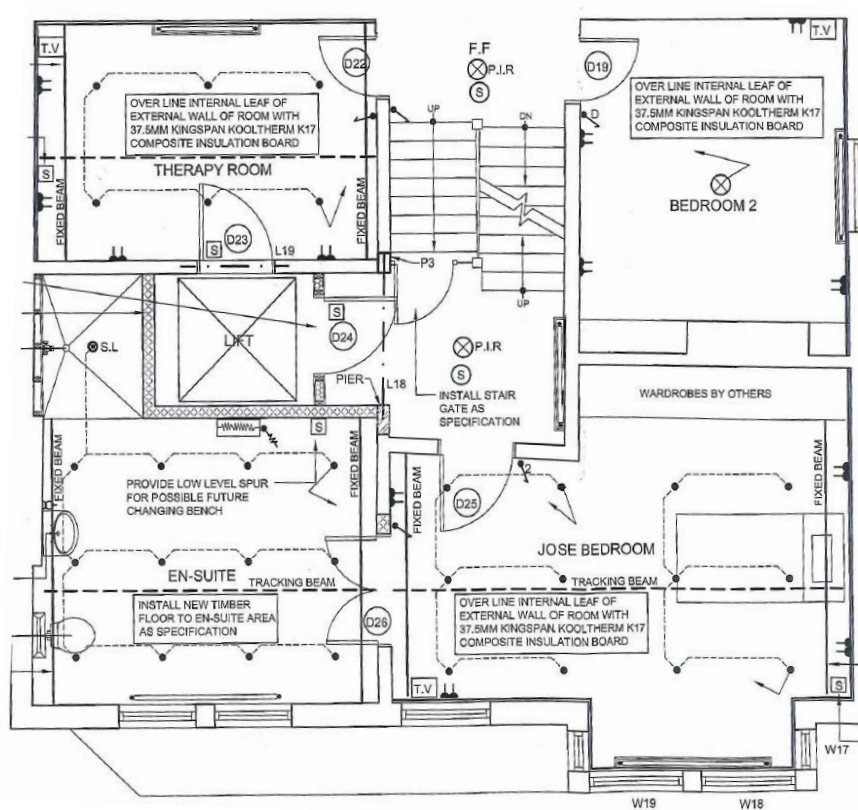 T.V
D22
F.F
P.I.R
S
D19
T.V
OVER LINE INTERNAL LEAF OF
EXTERNAL WALL OF ROOM WITH
37.5MM KINGSPAN KOOLTHERM K17
COMPOSITE INSULATION BOARD
UP
DN
D
OVER LINE INTERNAL LEAF OF
EXTERNAL WALL OF ROOM WITH
37.5MM KINGSPAN KOOLTHERM K17
COMPOSITE INSULATION BOARD
S
THERAPY ROOM
FIXED BEAM
FIXED BEAM
BEDROOM 2
D23
S
L19
P3
UP
S
D24
LIFT
S.L
P.I.R
S
PIER
L18
INSTALL STAIR
GATE AS
SPECIFICATION
WARDROBES BY OTHERS
S
FIXED BEAM
FIXED BEAM
PROVIDE LOW LEVEL SPUR
FOR POSSIBLE FUTURE
CHANGING BENCH
FIXED BEAM
D25
2
FIXED BEAM
JOSE BEDROOM
EN-SUITE
TRACKING BEAM
TRACKING BEAM
INSTALL NEW TIMBER
FLOOR TO EN-SUITE AREA
AS SPECIFICATION
D26
OVER LINE INTERNAL LEAF OF
EXTERNAL WALL OF ROOM WITH
37.5MM KINGSPAN KOOLTHERM K17
COMPOSITE INSULATION BOARD
T.V
S
W17
W19
W18